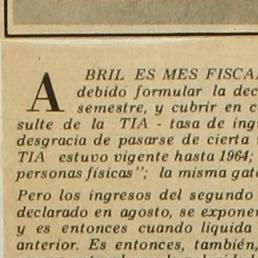 ABRIL ES MES FISCA
debido formular la dec
semestre, y cubrir en c
sulte de la TIA - tasa de ing
desgracia de pasarse de cierta
TIA estuvo vigente hasta 1964;
personas físicas"; la misma gat
Pero los ingresos del segundo
declarado en agosto, se exponen
y es entonces cuando liquida
anterior. Es entonces, también,